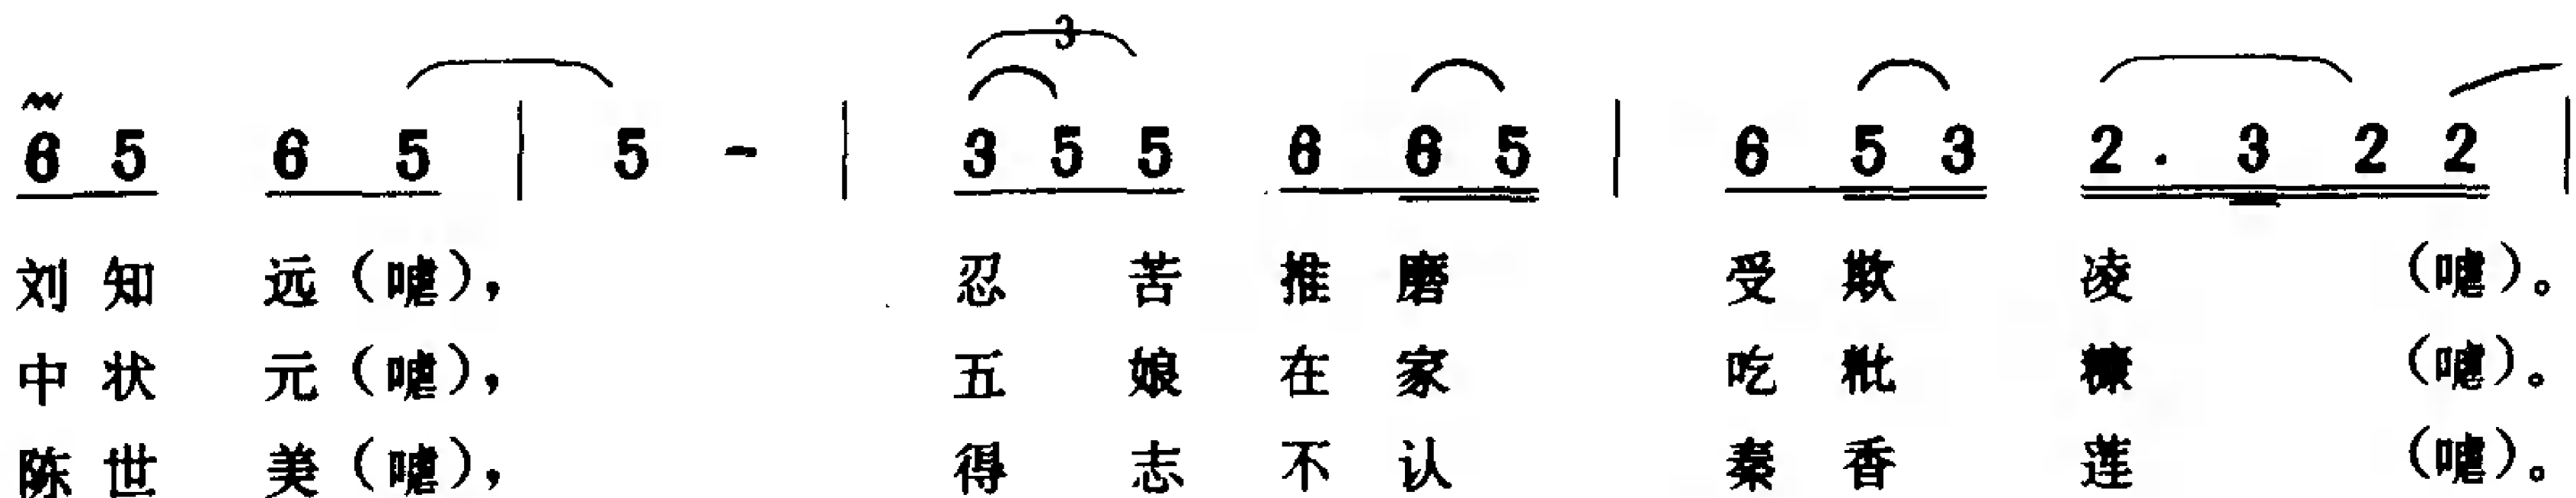 3
6 5 6 5 | 5 - | 3 5 5 6 6 5 | 6 5 3 2 . 3 2 2 |
刘知远(嘘),忍苦推磨受欺凌(嘘)。
中状元(嘘),五娘在家吃粃糠(嘘)。
陈世美(嘘),得志不认秦香莲(嘘)。